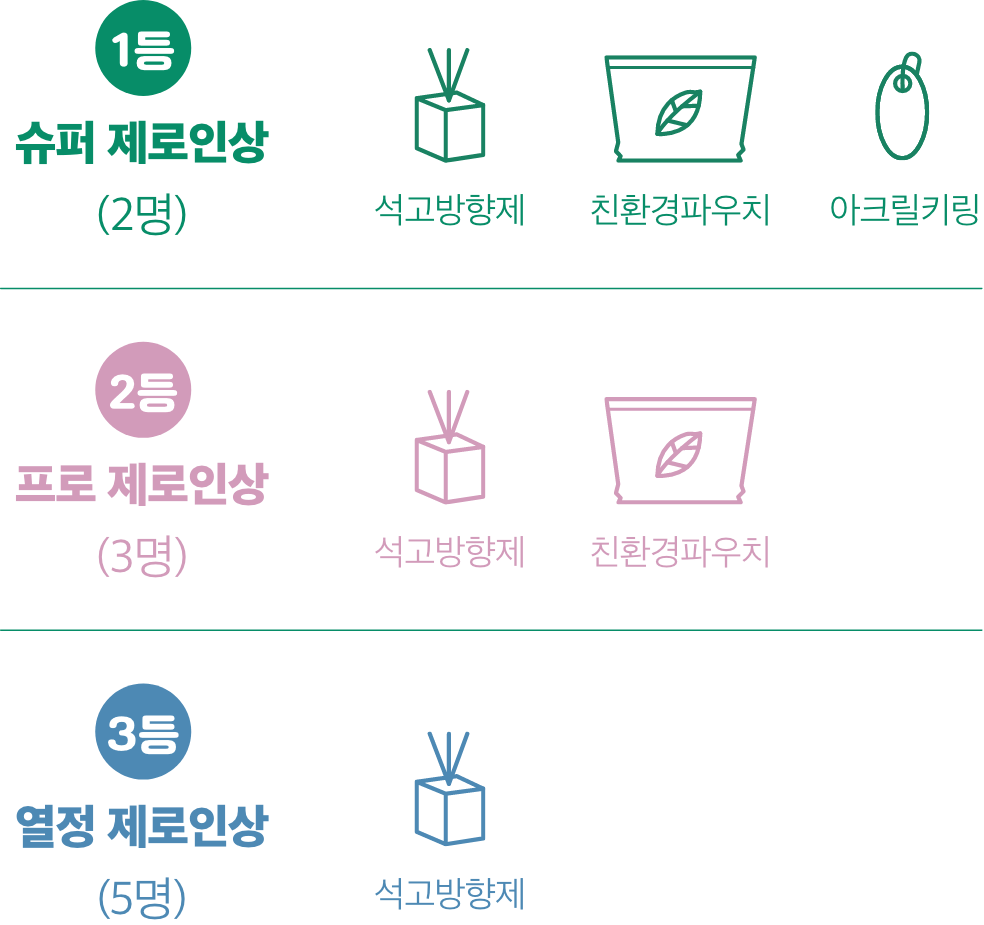 1등
슈퍼 제로인상
(2명)
석고방향제
친환경파우치
아크릴키링
2등
프로 제로인상
(3명)
석고방향제
친환경파우치
3등
열정 제로인상
(5명)
석고방향제